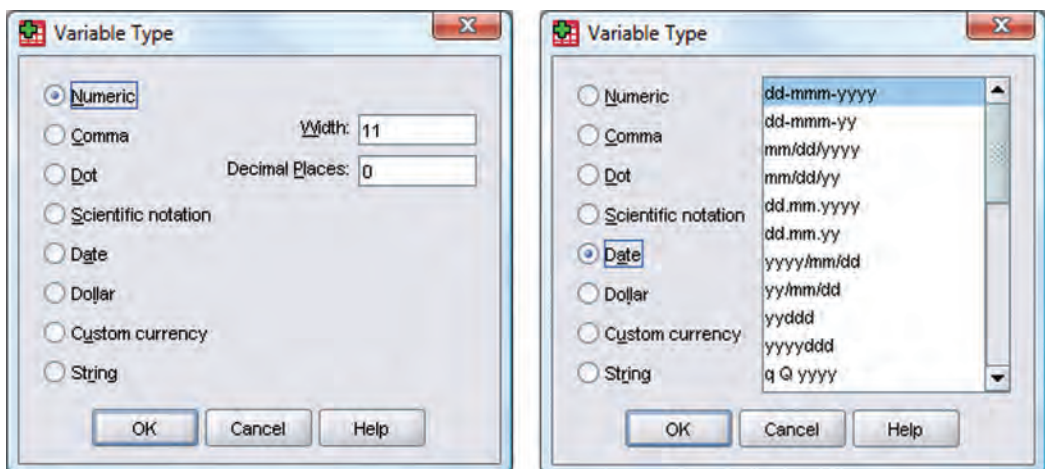 Variable Type
Numeric
Comma
Width: 11
Dot
Decimal Places: 0
Scientific notation
Date
Dollar
Custom currency
String
OK Cancel Help
Variable Type
Numeric
Comma
Dot
Scientific notation
Date
Dollar
Custom currency
String
dd-mmm-yyyy
dd-mmm-yy
mm/dd/yyyy
mm/dd/yy
dd.mm.yyyy
dd.mm.yy
yyyy/mm/dd
yy/mm/dd
yyddd
yyyyddd
q Q yyyy
OK Cancel Help